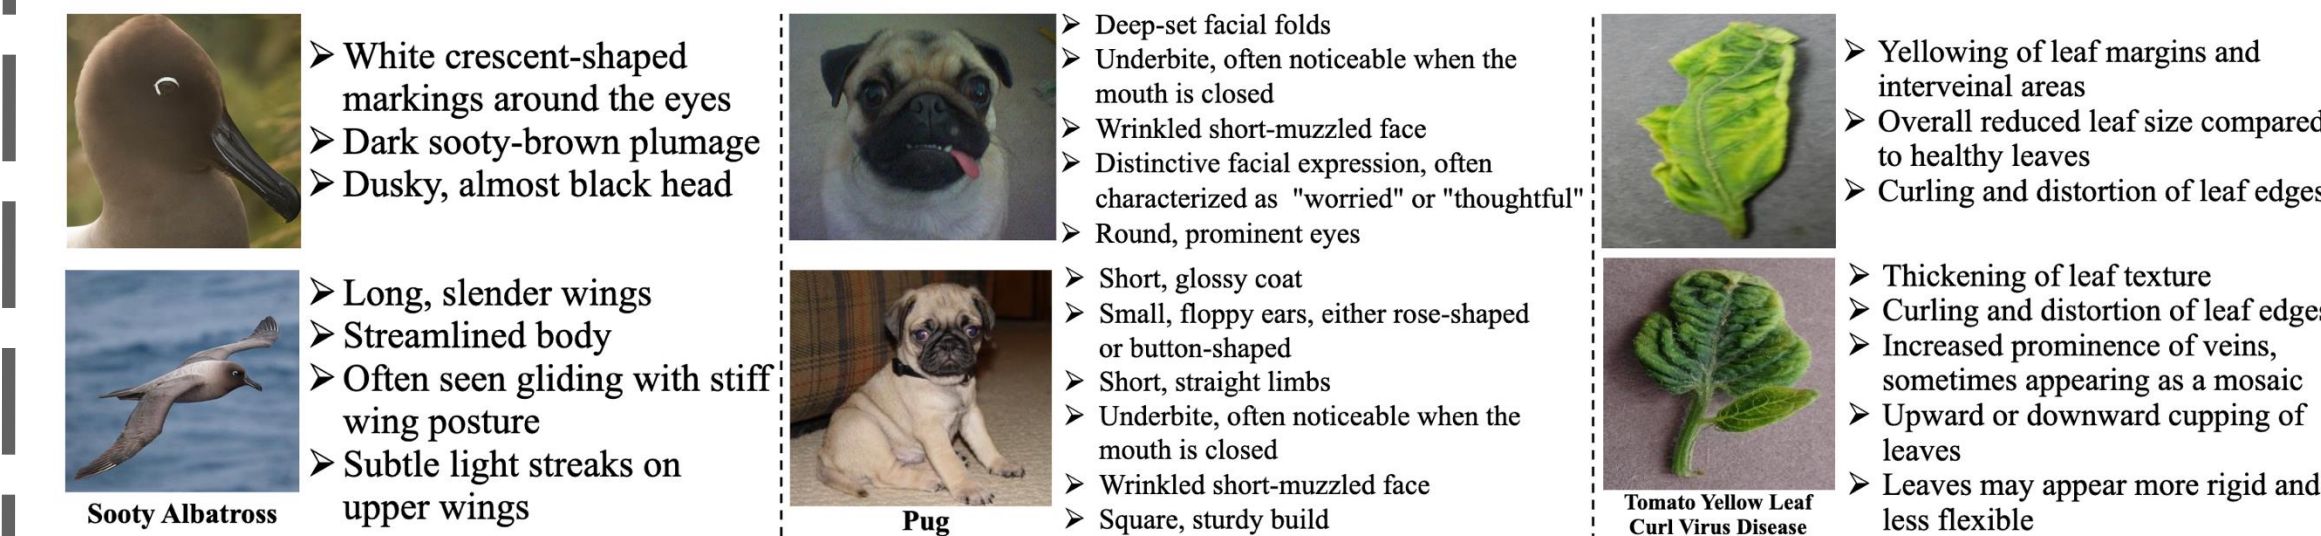 ➢ White crescent-shaped
markings around the eyes
➢ Dark sooty-brown plumage
➢ Dusky, almost black head
➢ Long, slender wings
➢ Streamlined body
➢ Often seen gliding with stiff
wing posture
➢ Subtle light streaks on
upper wings
Sooty Albatross
➢ Deep-set facial folds
➢ Underbite, often noticeable when the
mouth is closed
➢ Wrinkled short-muzzled face
➢ Distinctive facial expression, often
characterized as "worried" or "thoughtful"
➢ Round, prominent eyes
➢ Short, glossy coat
➢ Small, floppy ears, either rose-shaped
or button-shaped
➢ Short, straight limbs
➢ Underbite, often noticeable when the
mouth is closed
➢ Wrinkled short-muzzled face
➢ Square, sturdy build
Pug
➢ Yellowing of leaf margins and
interveinal areas
➢ Overall reduced leaf size compared
to healthy leaves
➢ Curling and distortion of leaf edges
➢ Thickening of leaf texture
➢ Curling and distortion of leaf edges
➢ Increased prominence of veins,
sometimes appearing as a mosaic
➢ Upward or downward cupping of
leaves
➢ Leaves may appear more rigid and
less flexible
Tomato Yellow Leaf
Curl Virus Disease